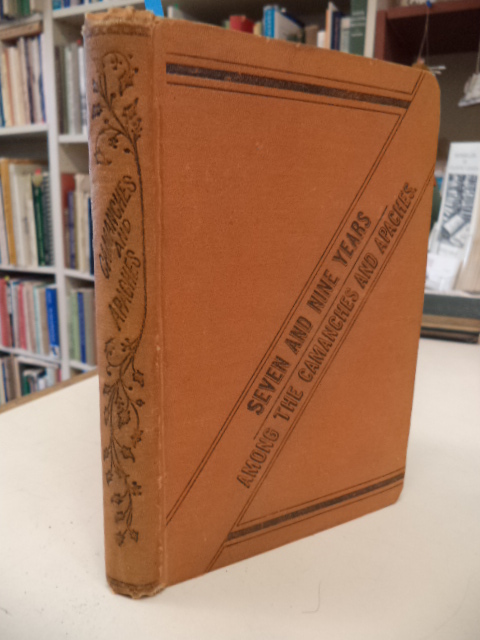 CAMANCHES
AND
APACHES
SEVEN AND NINE YEARS
AMONG THE CAMANCHES AND APACHES.